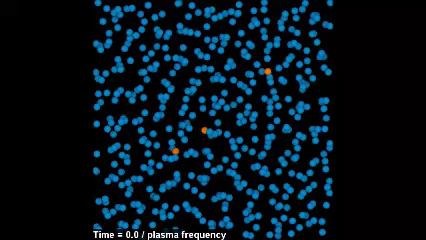 Time = 0.0 / plasma frequency